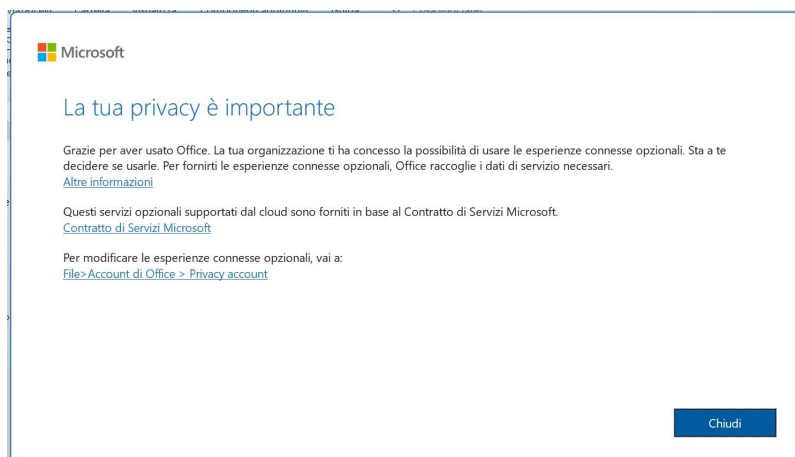 Microsoft
La tua privacy è importante
Grazie per aver usato Office. La tua organizzazione ti ha concesso la possibilità di usare le esperienze connesse opzionali. Sta a te
decidere se usarle. Per fornirti le esperienze connesse opzionali, Office raccoglie i dati di servizio necessari.
Altre informazioni
Questi servizi opzionali supportati dal cloud sono forniti in base al Contratto di Servizi Microsoft.
Contratto di Servizi Microsoft
Per modificare le esperienze connesse opzionali, vai a:
File>Account di Office > Privacy account
Chiudi